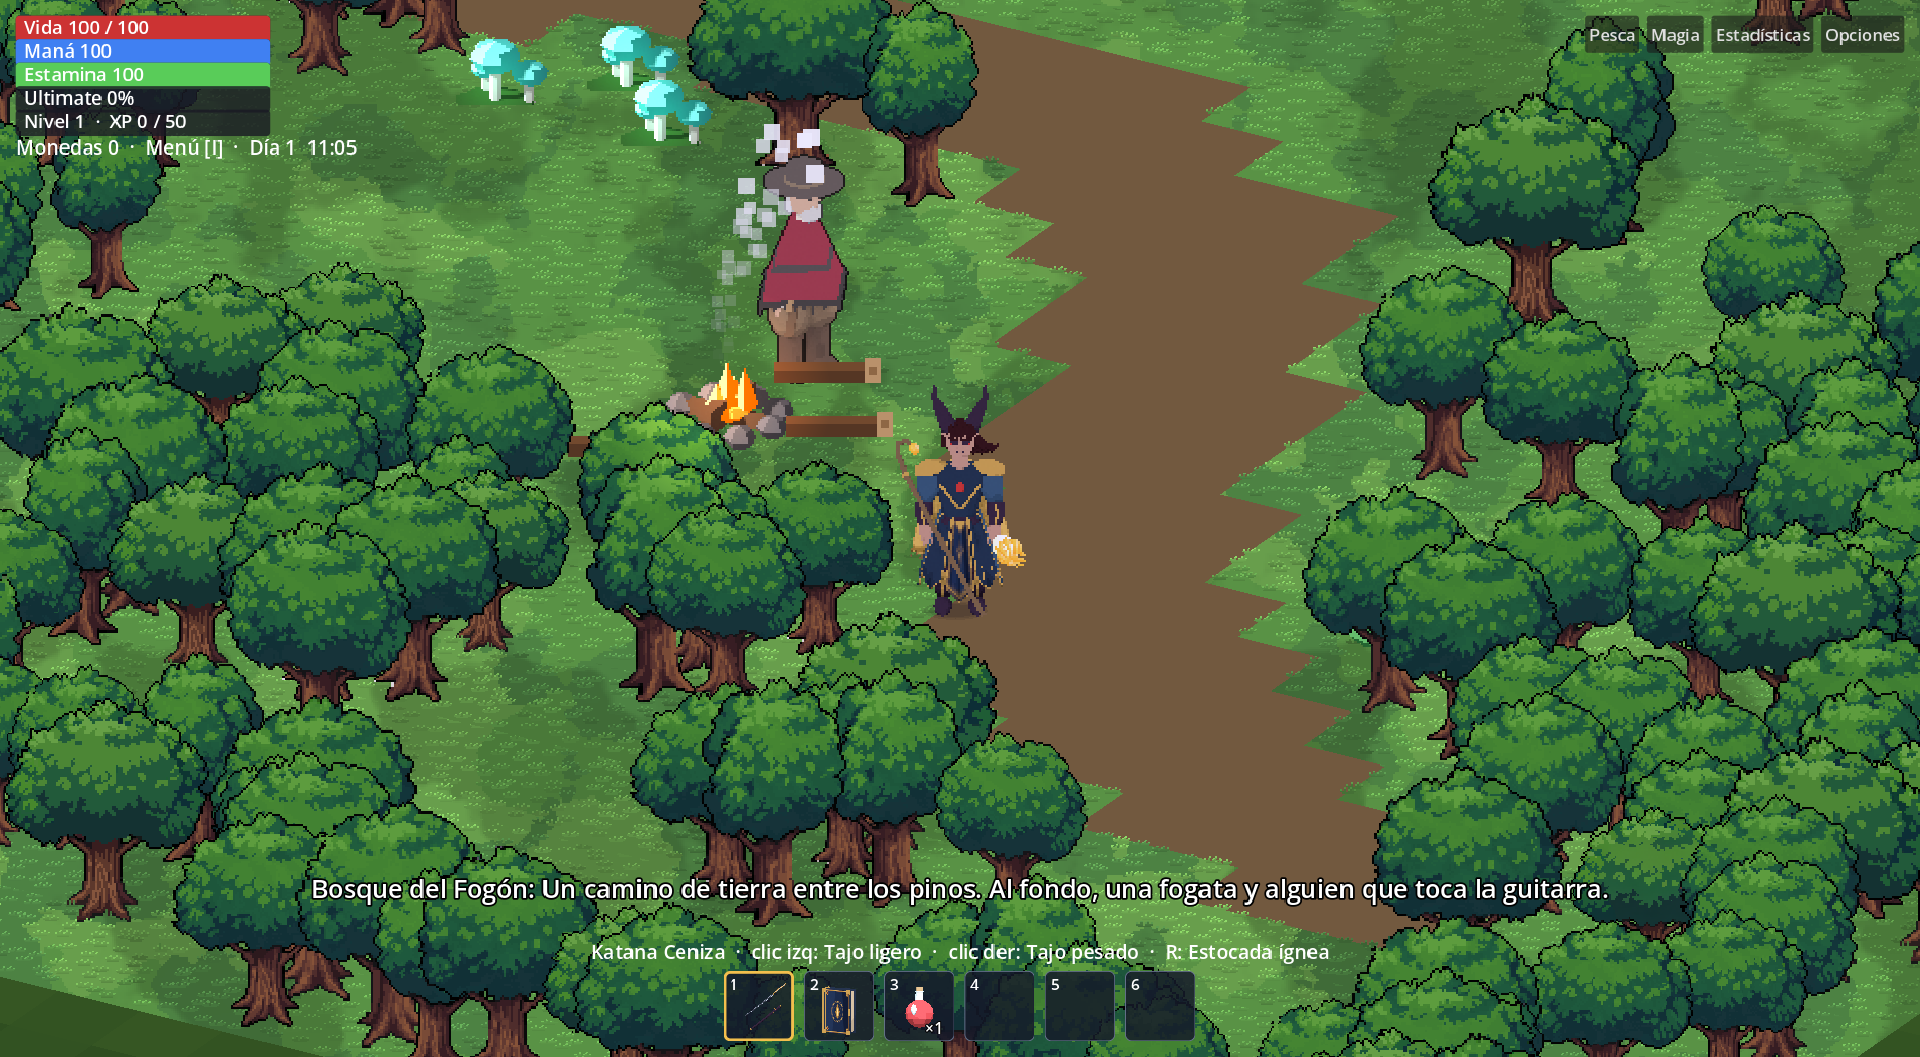 Vida 100 / 100
Maná 100
Estamina 100
Ultimate 0%
Nivel 1 · XP 0 / 50
Monedas 0 · Menú [I] · Día 1 11:05
Pesca Magia Estadísticas Opciones
Bosque del Fogón: Un camino de tierra entre los pinos. Al fondo, una fogata y alguien que toca la guitarra.
Katana Ceniza · clic izq: Tajo ligero · clic der: Tajo pesado · R: Estocada ígnea
1 2 3 4 5 6
×1